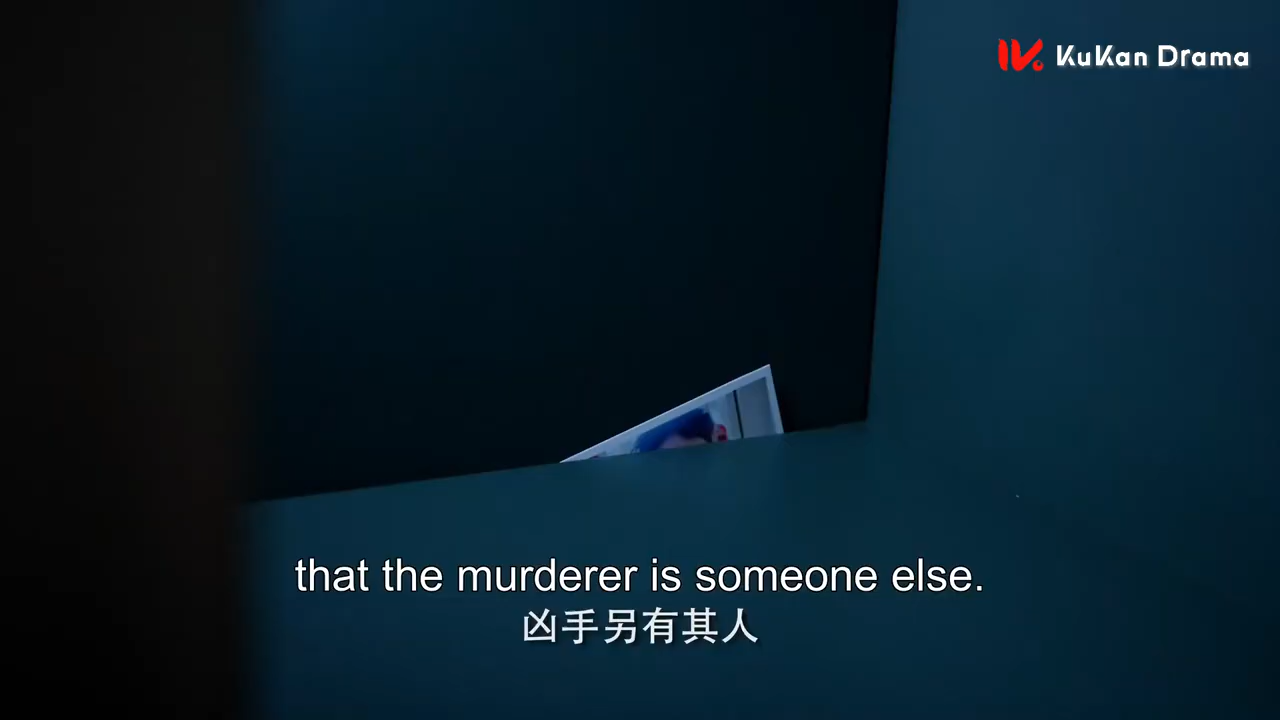 KuKan Drama
that the murderer is someone else.
凶手另有其人